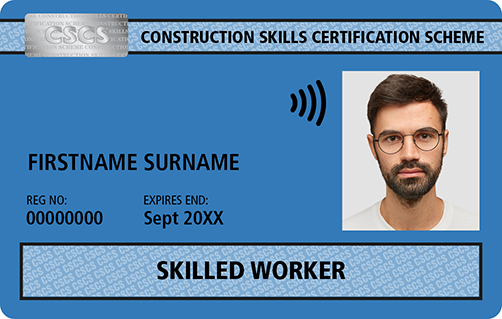 CSCS
CONSTRUCTION SKILLS CERTIFICATION SCHEME
FIRSTNAME SURNAME
REG NO:
00000000
EXPIRES END:
Sept 20XX
SKILLED WORKER